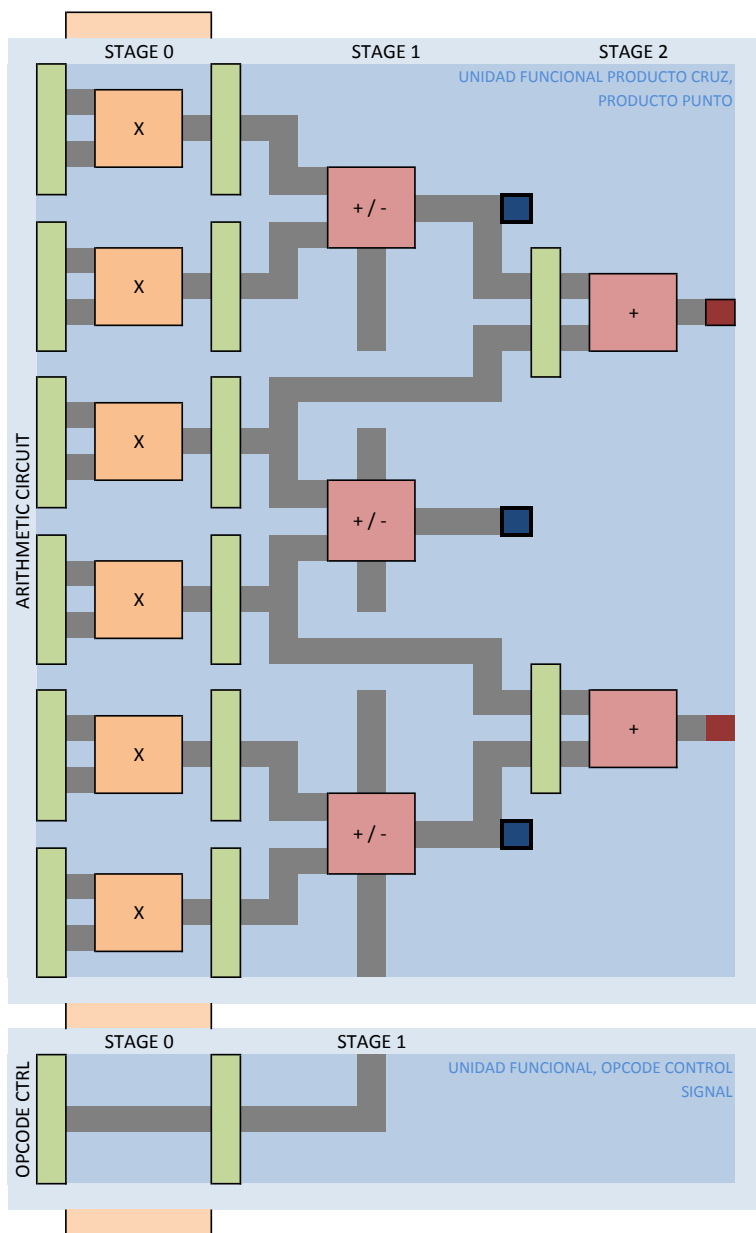 STAGE 0 STAGE 1 STAGE 2
UNIDAD FUNCIONAL PRODUCTO CRUZ,
PRODUCTO PUNTO
X
+ / -
X
+
ARITHMETIC CIRCUIT
X
+ / -
X
X
+
+ / -
X
STAGE 0 STAGE 1
UNIDAD FUNCIONAL, OPCODE CONTROL
SIGNAL
OPCODE CTRL